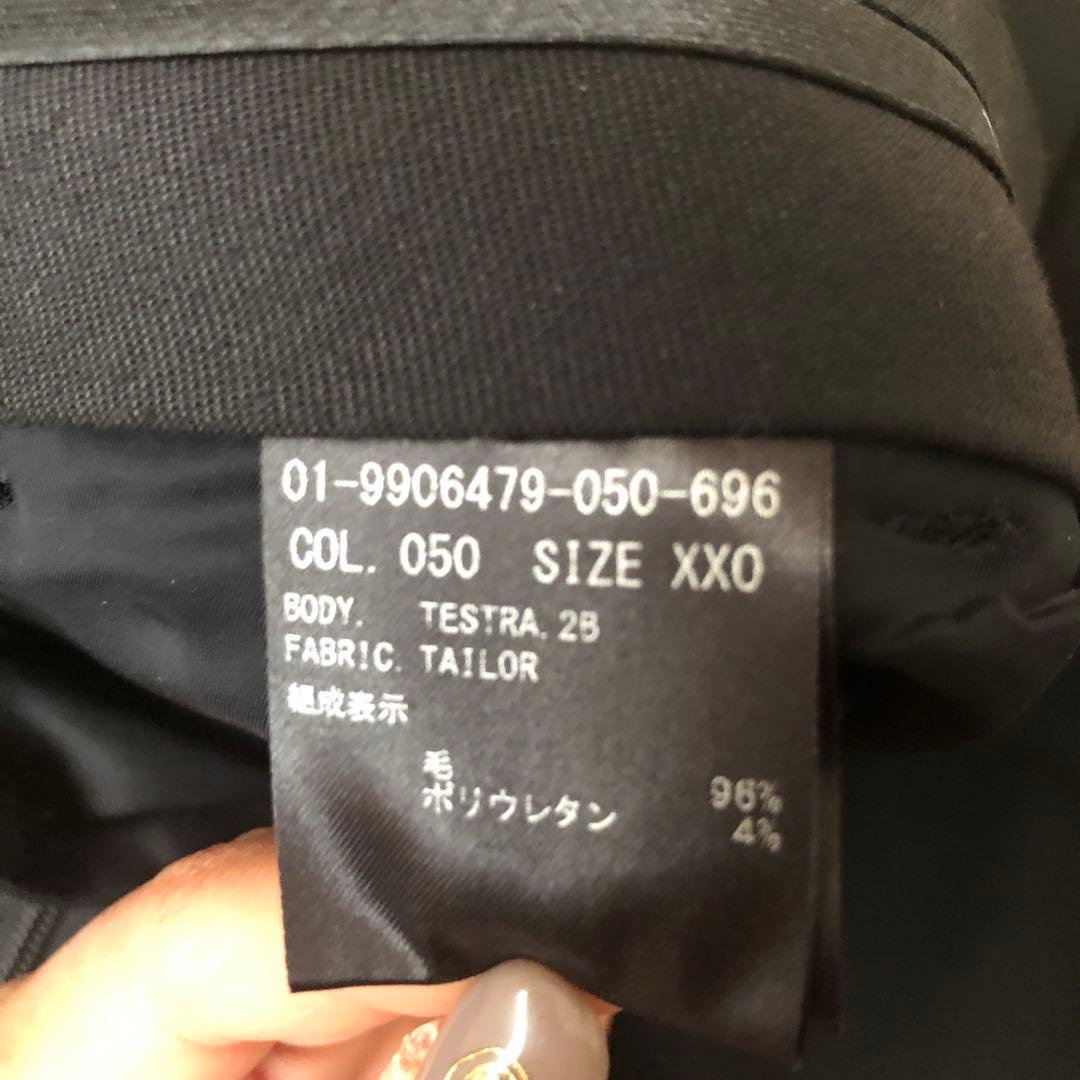 01-9906479-050-696
COL. 050 SIZE XXO
BODY. TESTRA.2B
FABRIC. TAILOR
組成表示
毛 96%
ポリウレタン 4%